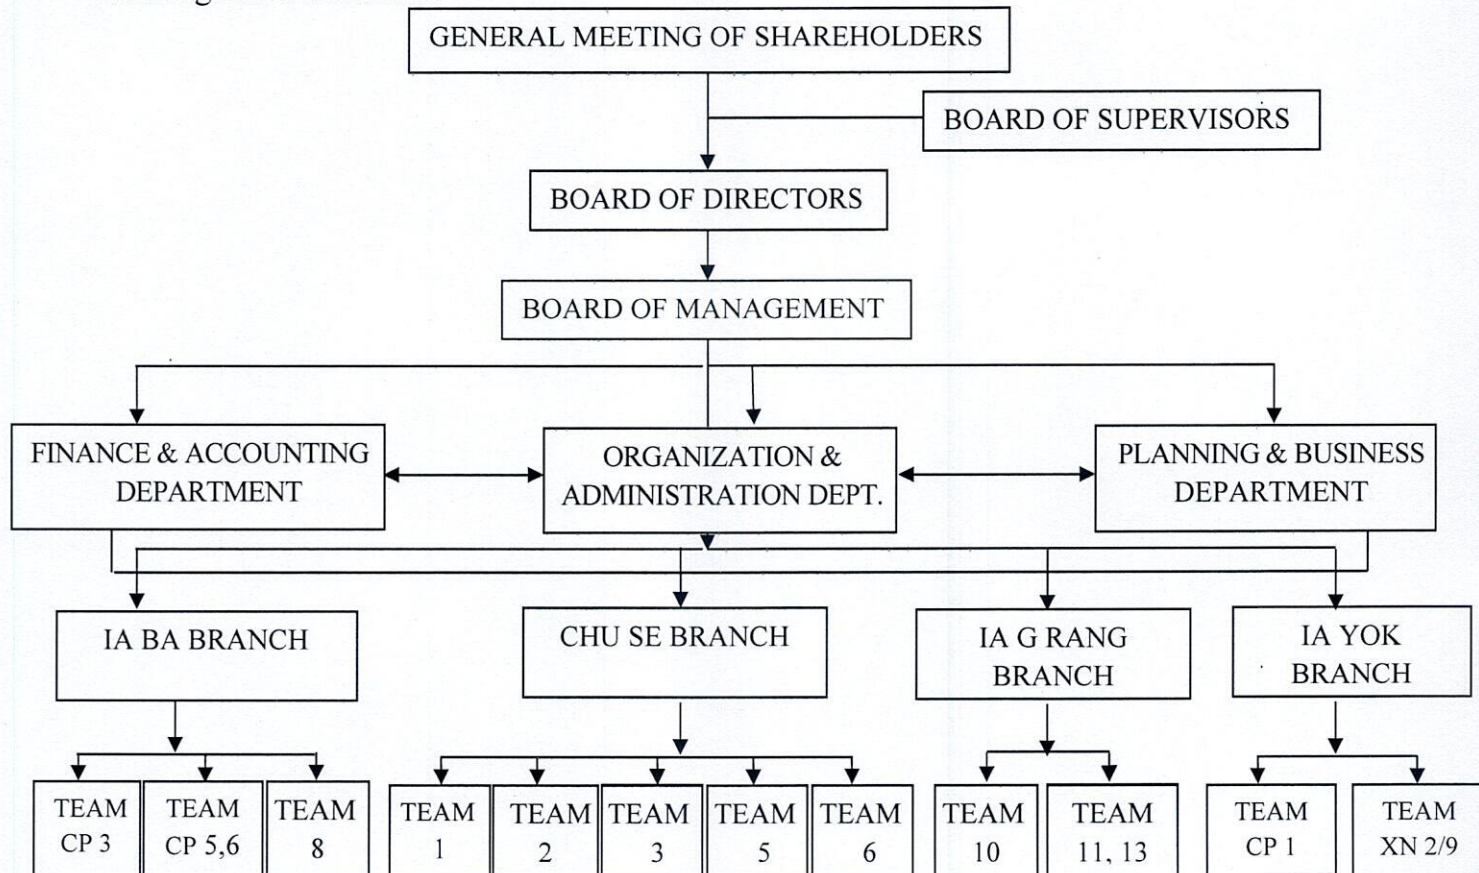 GENERAL MEETING OF SHAREHOLDERS
BOARD OF SUPERVISORS
BOARD OF DIRECTORS
BOARD OF MANAGEMENT
FINANCE & ACCOUNTING
DEPARTMENT
ORGANIZATION &
ADMINISTRATION DEPT.
PLANNING & BUSINESS
DEPARTMENT
IA BA BRANCH
CHU SE BRANCH
IA G RANG
BRANCH
IA YOK
BRANCH
TEAM
CP 3
TEAM
CP 5,6
TEAM
8
TEAM
1
TEAM
2
TEAM
3
TEAM
5
TEAM
6
TEAM
10
TEAM
11, 13
TEAM
CP 1
TEAM
XN 2/9